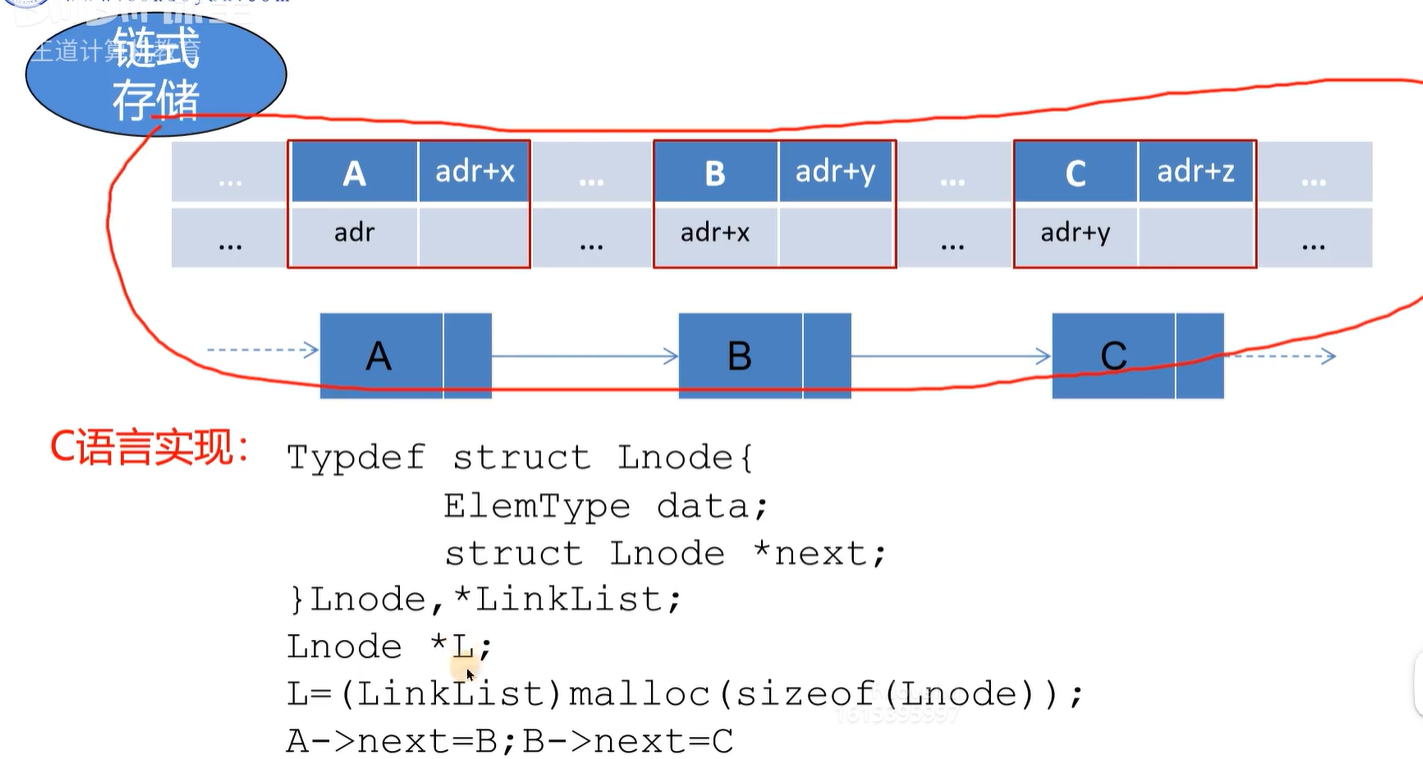 王道计算机教育
链式
存储
... A adr+x ... B adr+y ... C adr+z ...
... adr ... adr+x ... adr+y ...
A B C
C语言实现:
Typdef struct Lnode{
ElemType data;
struct Lnode *next;
}Lnode,*LinkList;
Lnode *L;
L=(LinkList)malloc(sizeof(Lnode));
A->next=B;B->next=C